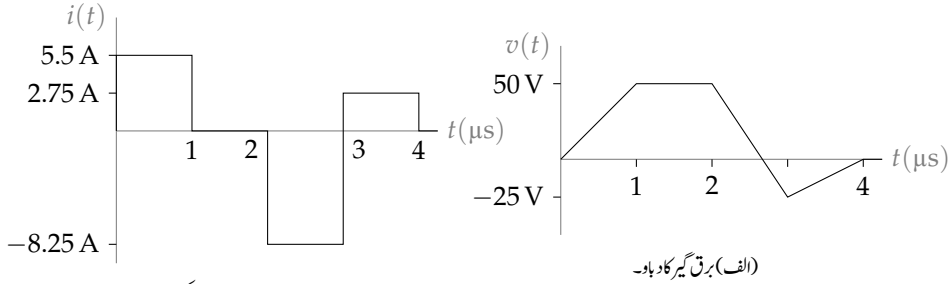 i(t)
5.5 A
2.75 A
1 2 3 4 t(μs)
−8.25 A
v(t)
50 V
1 2 4 t(μs)
−25 V
(الف) برق گیر کا دباو۔